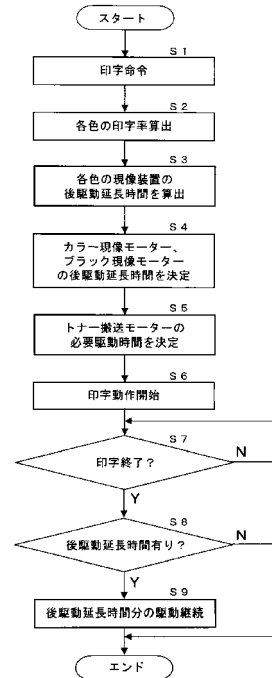 スタート
S1
印字命令
S2
各色の印字率算出
S3
各色の現像装置の
後駆動延長時間を算出
S4
カラー現像モーター、
ブラック現像モーター
の後駆動延長時間を決定
S5
トナー搬送モーターの
必要駆動時間を決定
S6
印字動作開始
S7
印字終了？
N
Y
S8
後駆動延長時間有り？
N
Y
S9
後駆動延長時間分の駆動継続
エンド